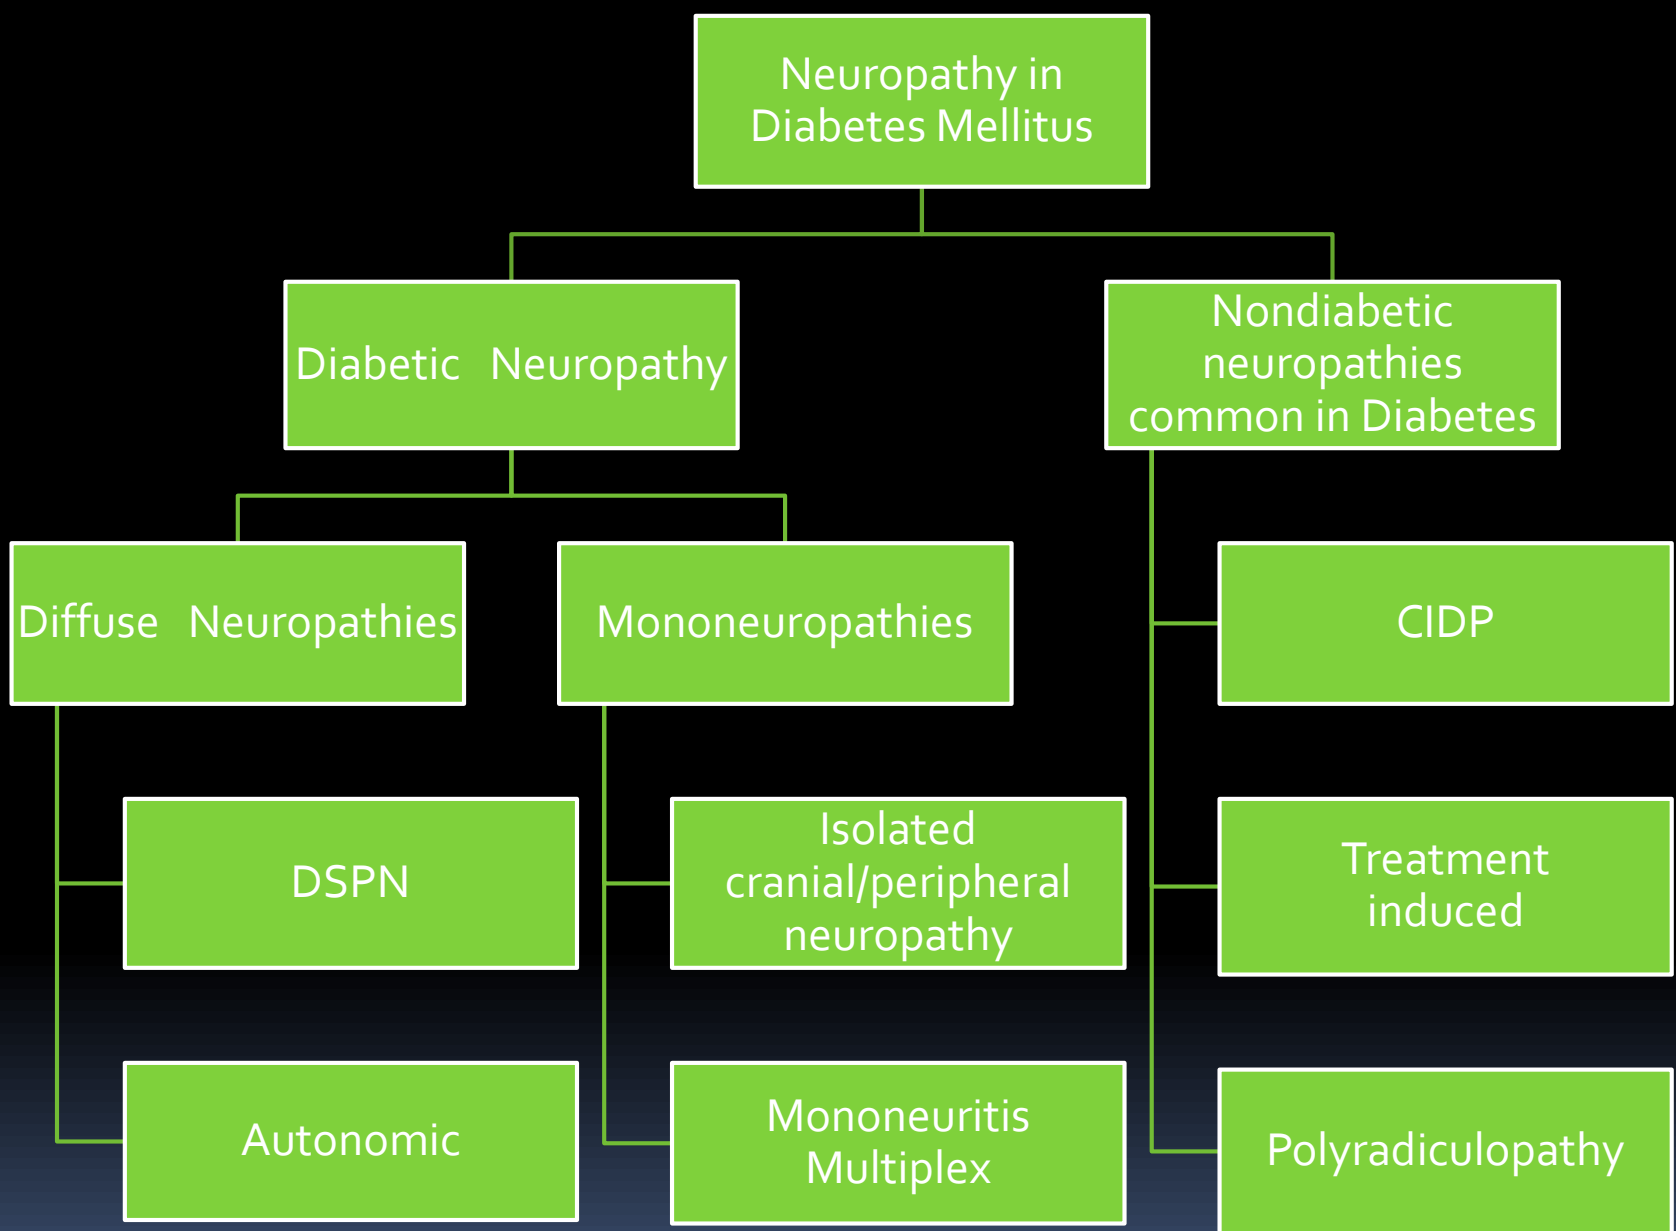 Neuropathy in
Diabetes Mellitus
Diabetic Neuropathy
Nondiabetic
neuropathies
common in Diabetes
Diffuse Neuropathies
Mononeuropathies
CIDP
DSPN
Isolated
cranial/peripheral
neuropathy
Treatment
induced
Autonomic
Mononeuritis
Multiplex
Polyradiculopathy